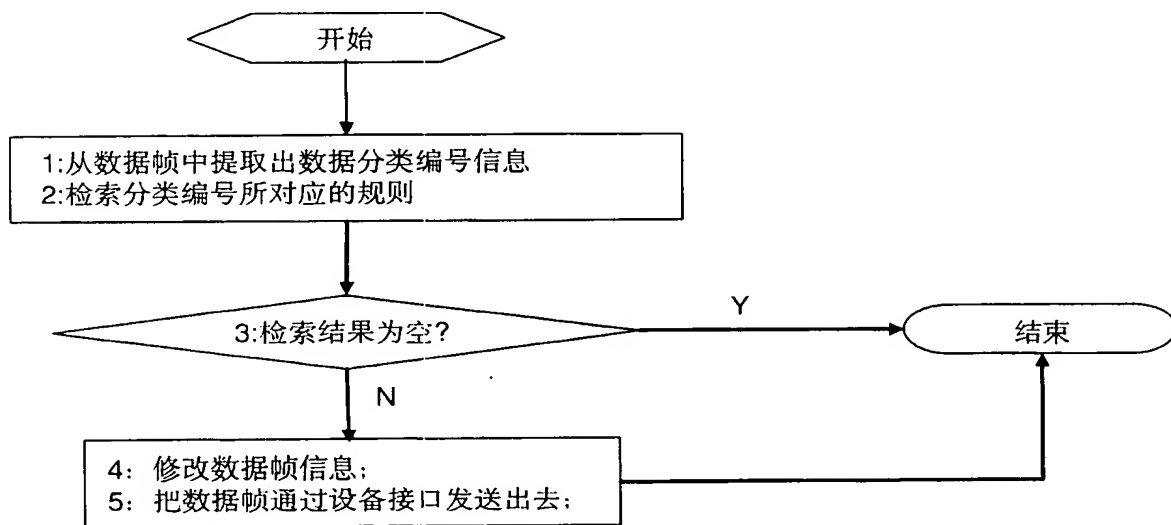 开始
1:从数据帧中提取出数据分类编号信息
2:检索分类编号所对应的规则
3:检索结果为空?
Y
结束
N
4：修改数据帧信息;
5：把数据帧通过设备接口发送出去;